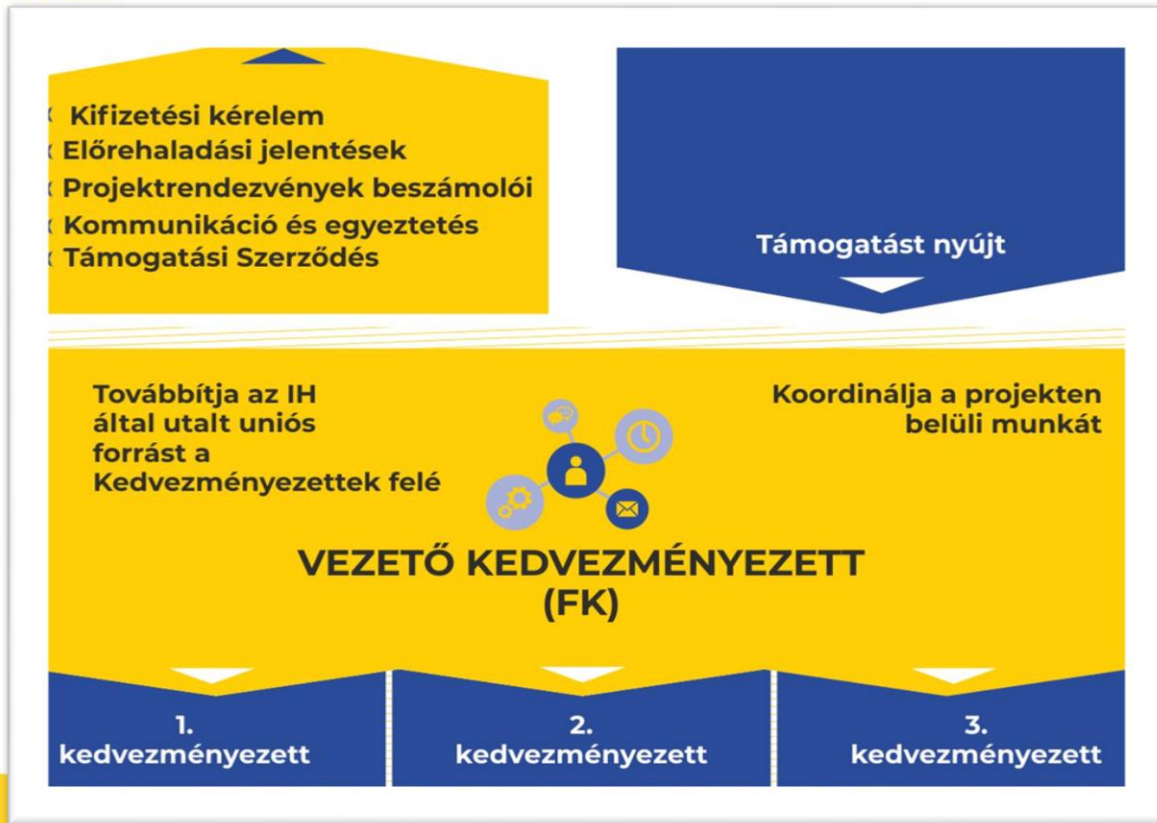 Kifizetési kérelem
Előrehaladási jelentések
Projektrendezvények beszámolói
Kommunikáció és egyeztetés
Támogatási Szerződés
Támogatást nyújt
Továbbítja az IH
által utalt uniós
forrást a
Kedvezményezettek felé
Koordinálja a projekten
belüli munkát
VEZETŐ KEDVEZMÉNYEZETT
(FK)
1.
kedvezményezett
2.
kedvezményezett
3.
kedvezményezett